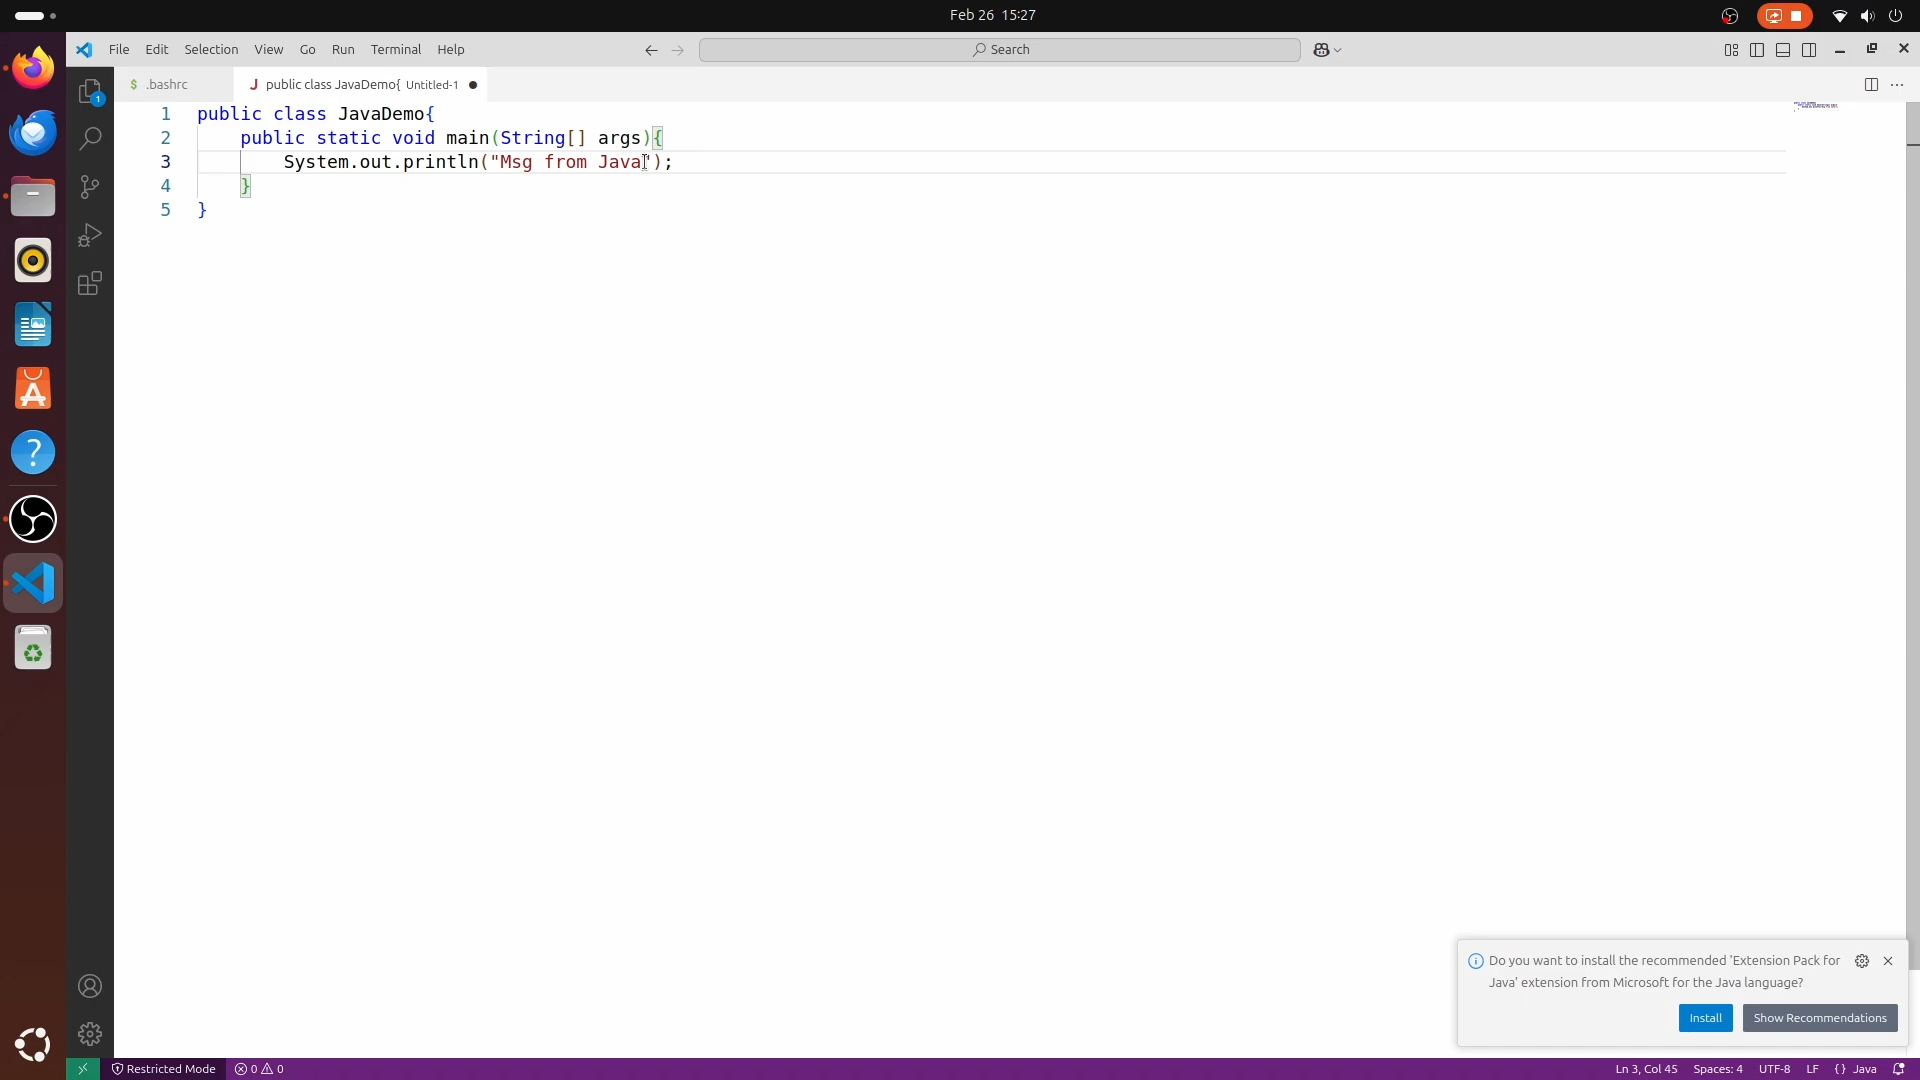 Feb 26 15:27
File Edit Selection View Go Run Terminal Help
Search
$ .bashrc
J public class JavaDemo{ Untitled-1
1 public class JavaDemo{
2 public static void main(String[] args){
3 System.out.println("Msg from Java");
4 }
5 }
1
Do you want to install the recommended 'Extension Pack for
Java' extension from Microsoft for the Java language?
Install Show Recommendations
Restricted Mode 0 0 Ln 3, Col 45 Spaces: 4 UTF-8 LF {} Java